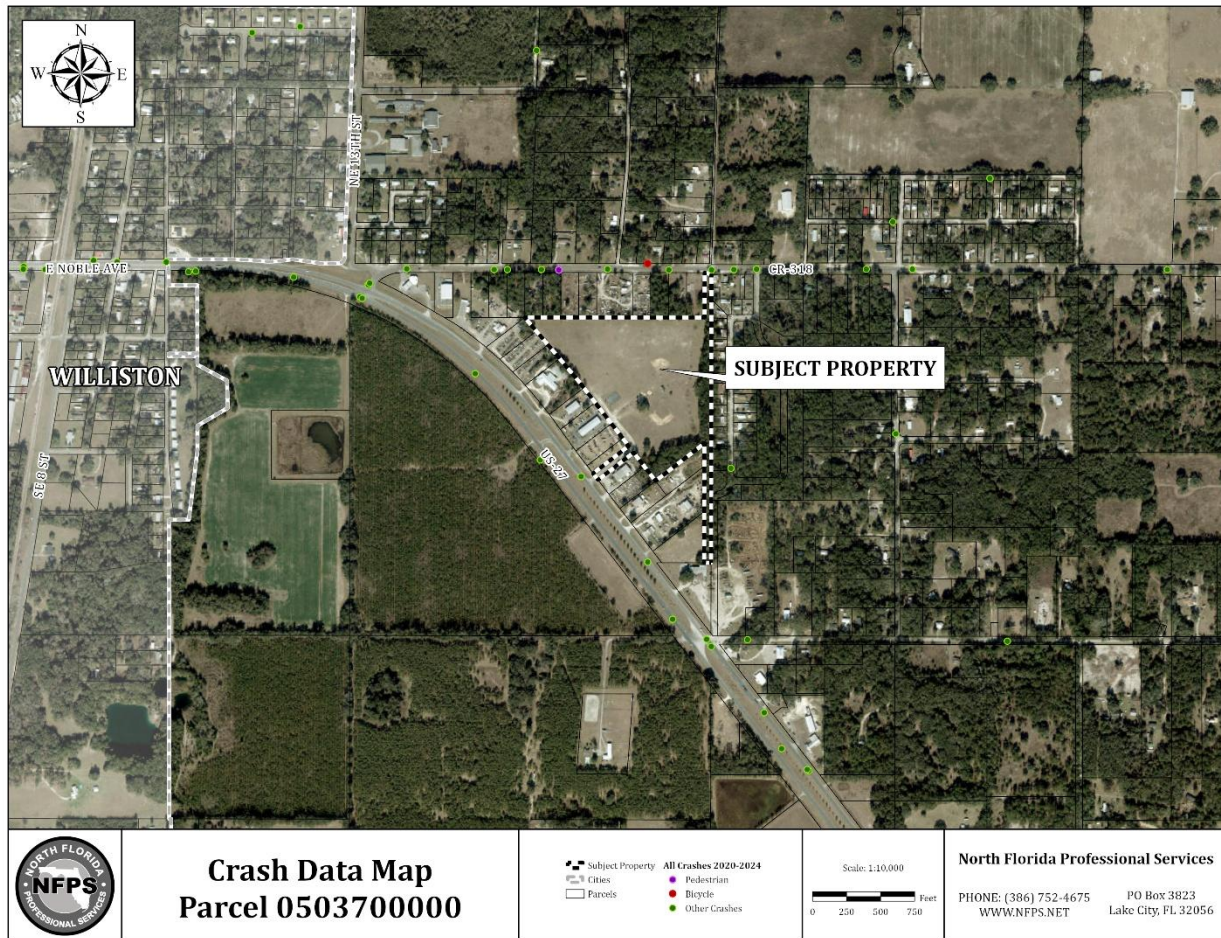 N
W E
S
NE 13TH ST
E NOBLE AVE
CR-318
WILLISTON
SUBJECT PROPERTY
SE 8 ST
US-27
NORTH FLORIDA
NFPS
PROFESSIONAL SERVICES
Crash Data Map
Parcel 0503700000
Subject Property
Cities
Parcels
All Crashes 2020-2024
Pedestrian
Bicycle
Other Crashes
Scale: 1:10,000
Feet
0 250 500 750
North Florida Professional Services
PHONE: (386) 752-4675
WWW.NFPS.NET
PO Box 3823
Lake City, FL 32056